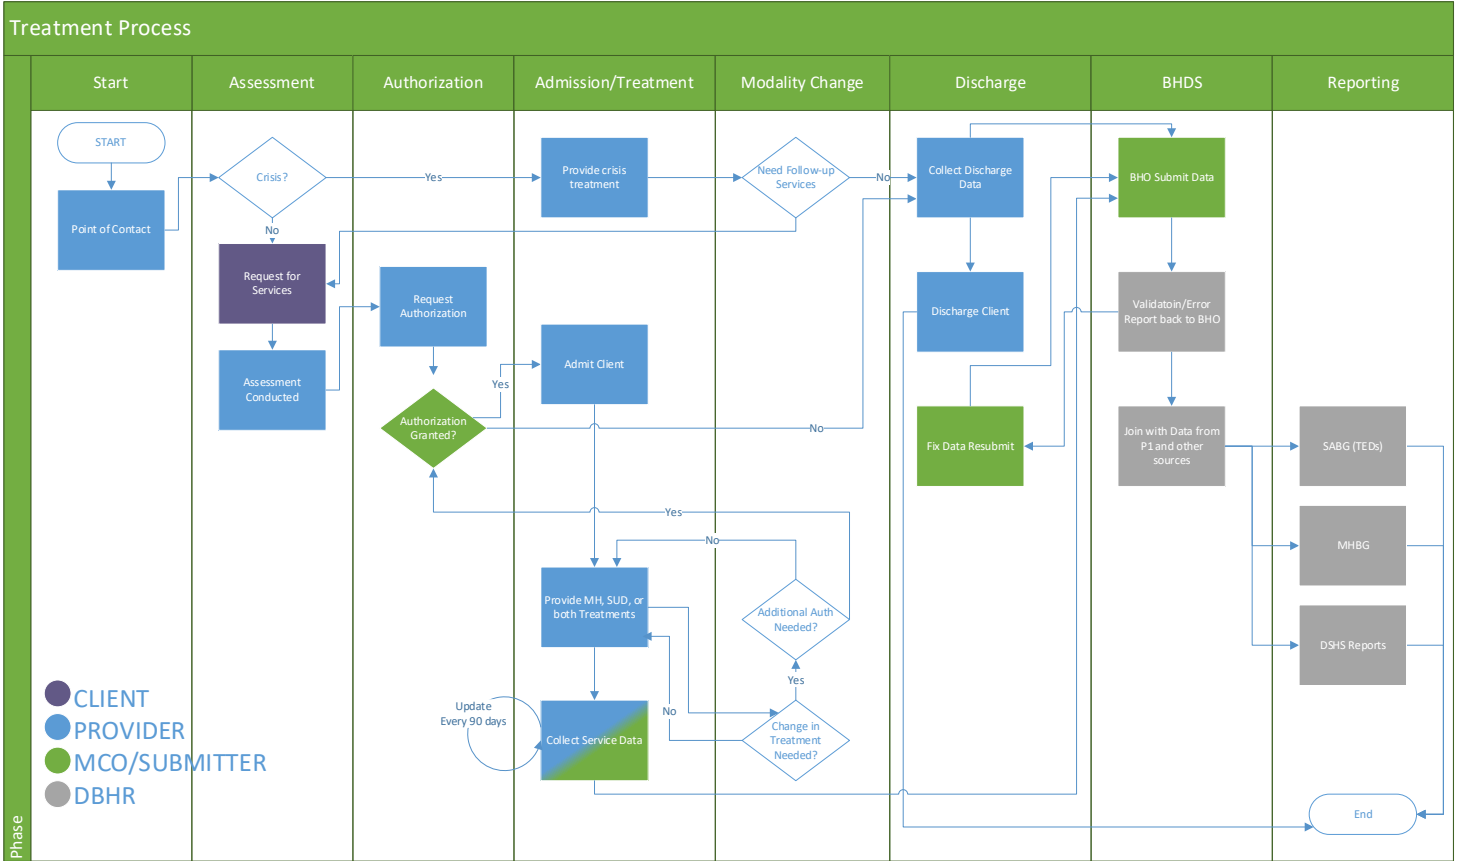 Treatment Process
Start
Assessment
Authorization
Admission/Treatment
Modality Change
Discharge
BHDS
Reporting
START
Point of Contact
Crisis?
Yes
No
Request for
Services
Assessment
Conducted
Request
Authorization
Authorization
Granted?
Yes
No
Provide crisis
treatment
Admit Client
Provide MH, SUD, or
both Treatments
Update
Every 90 days
Collect Service Data
Need Follow-up
Services
No
Yes
No
Additional Auth
Needed?
Yes
No
Change in
Treatment
Needed?
Collect Discharge
Data
Discharge Client
Fix Data Resubmit
BHO Submit Data
Validatoin/Error
Report back to BHO
Join with Data from
P1 and other
sources
SABG (TEDs)
MHBG
DSHS Reports
End
CLIENT
PROVIDER
MCO/SUBMITTER
DBHR
Phase